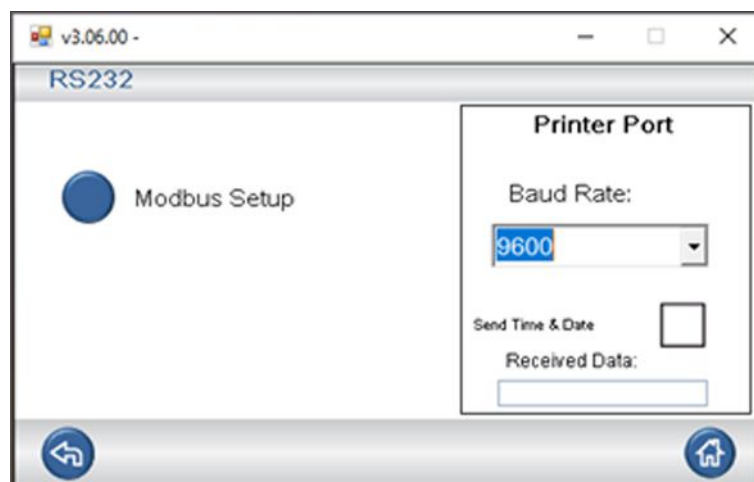 v3.06.00 -
RS232
Modbus Setup
Printer Port
Baud Rate:
9600
Send Time & Date
Received Data: